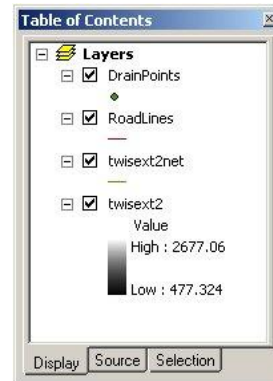 Table of Contents
Layers
DrainPoints
RoadLines
twisext2net
twisext2
Value
High : 2677.06
Low : 477.324
Display Source Selection